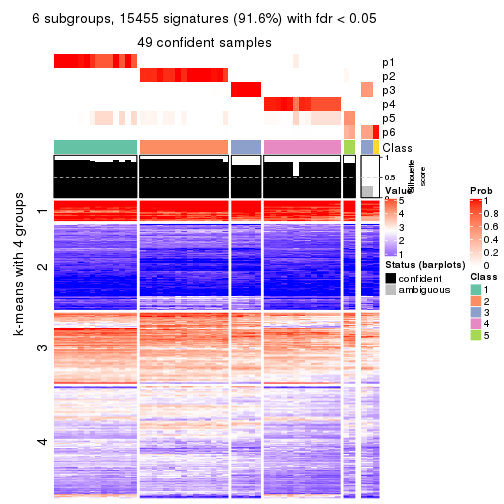 6 subgroups, 15455 signatures (91.6%) with fdr < 0.05
49 confident samples
p1
p2
p3
p4
p5
p6
Class
1
0.5
0
Silhouette
score
k-means with 4 groups
1
2
3
4
Value
5
4
3
2
1
Status (barplots)
confident
ambiguous
Prob
1
0.8
0.6
0.4
0.2
0
Class
1
2
3
4
5